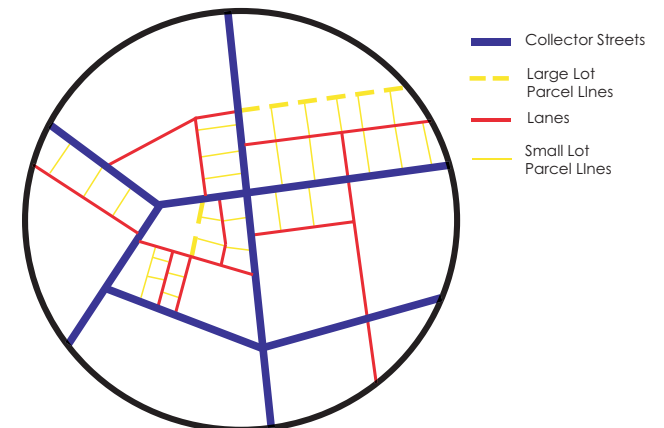 Collector Streets
Large Lot
Parcel LInes
Lanes
Small Lot
Parcel LInes